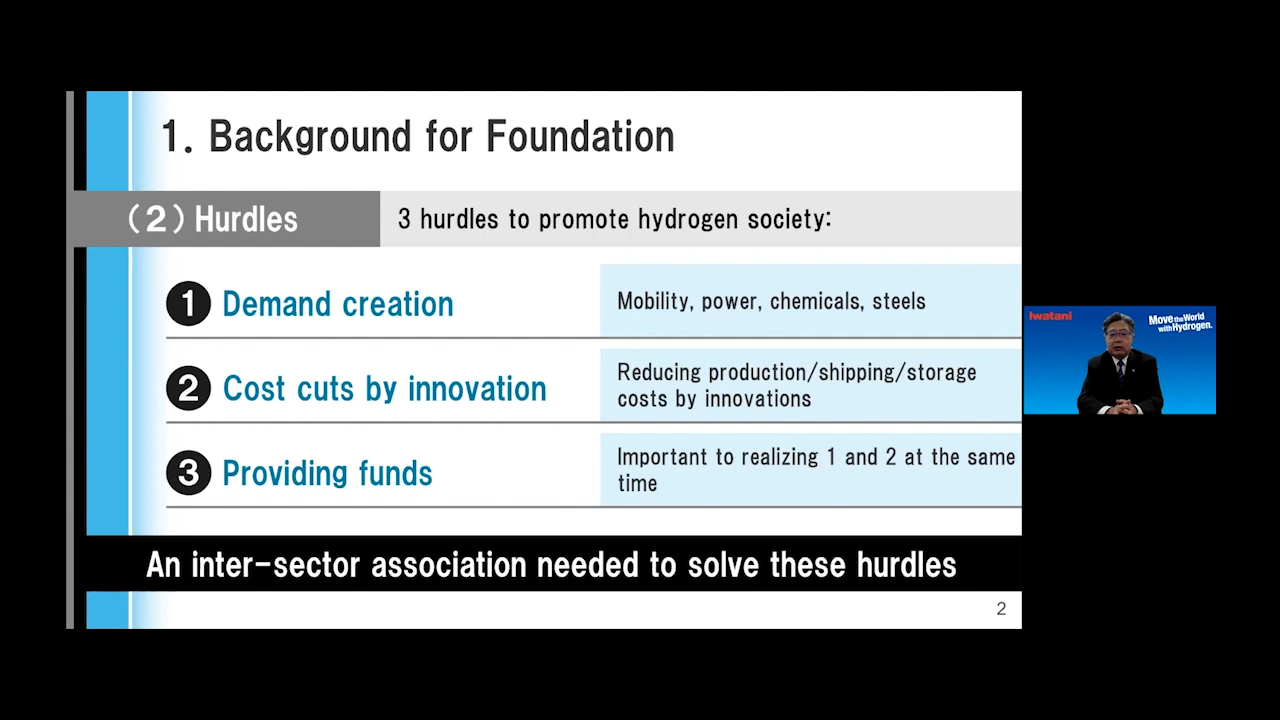 1. Background for Foundation
(2) Hurdles
3 hurdles to promote hydrogen society:
1 Demand creation
Mobility, power, chemicals, steels
2 Cost cuts by innovation
Reducing production/shipping/storage
costs by innovations
3 Providing funds
Important to realizing 1 and 2 at the same
time
An inter-sector association needed to solve these hurdles
2
Iwatani
Move the World
with Hydrogen.